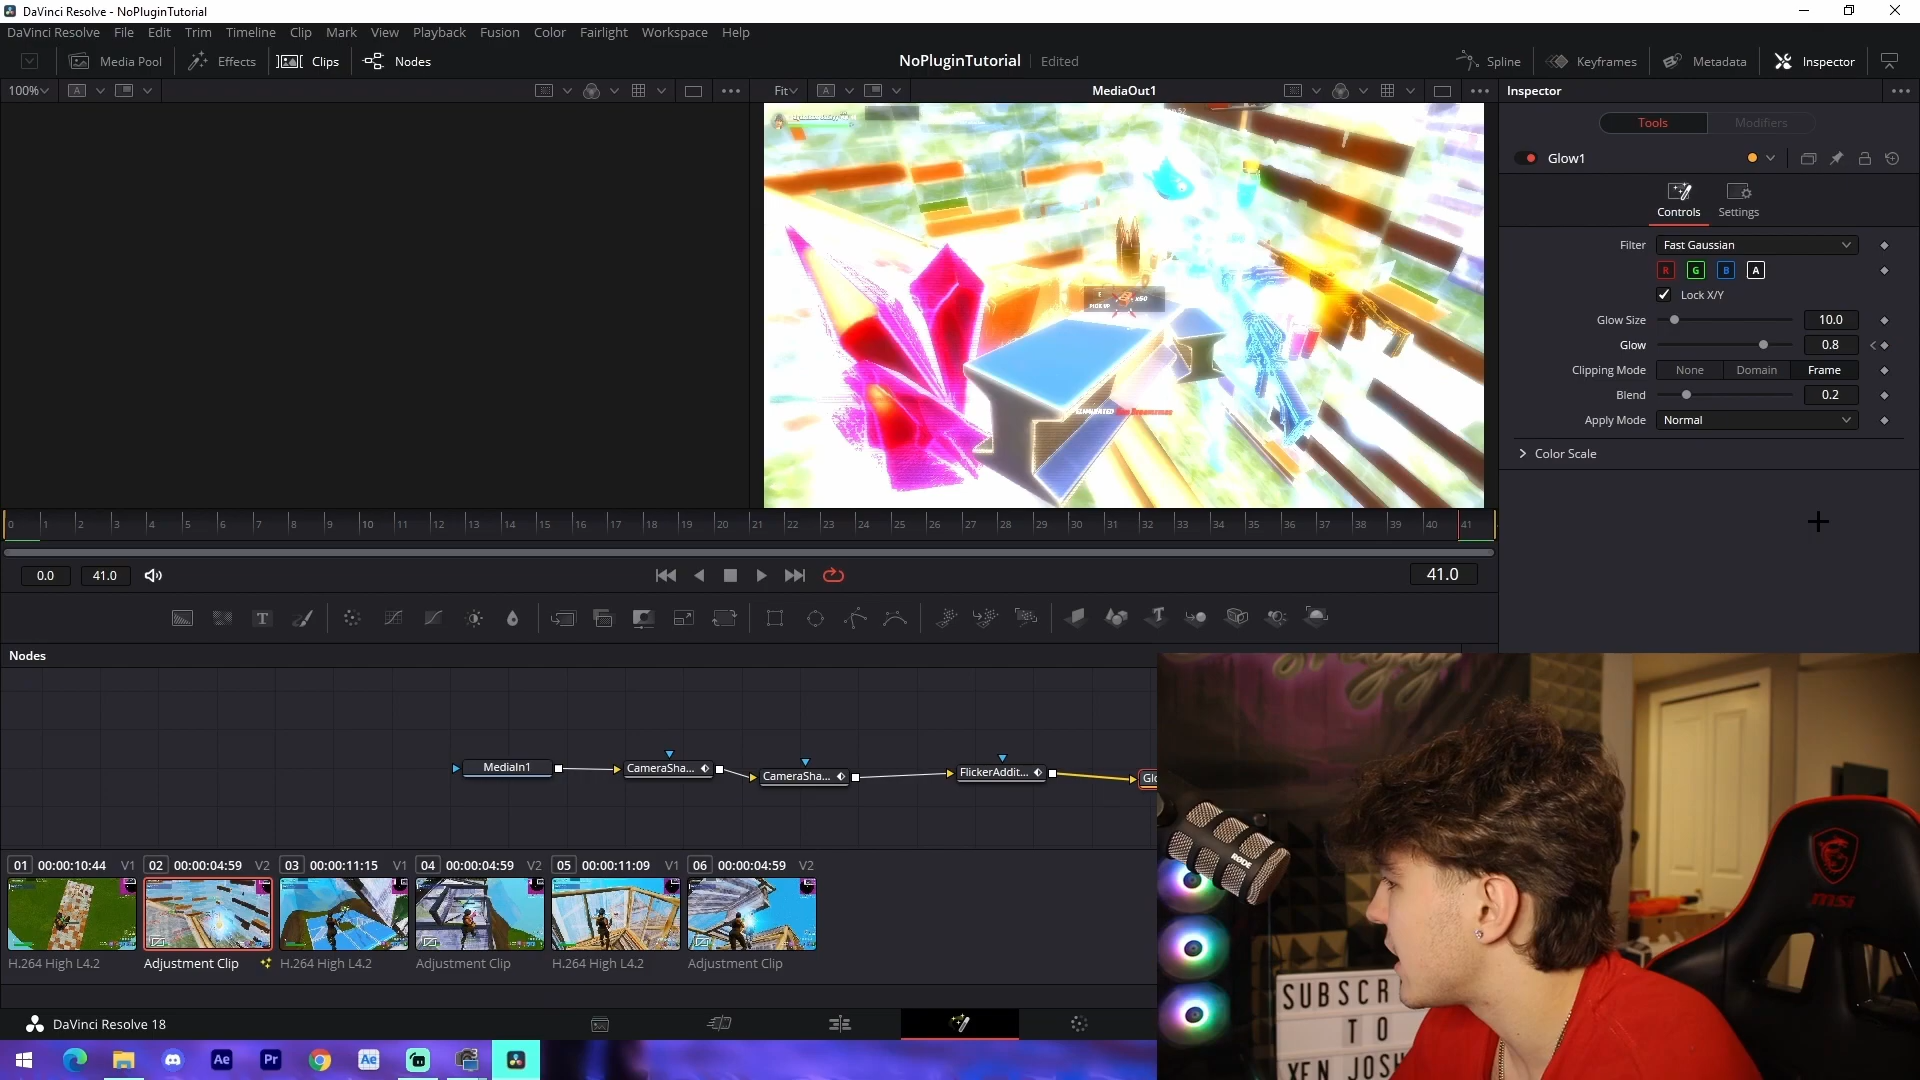 DaVinci Resolve - NoPluginTutorial
DaVinci Resolve File Edit Trim Timeline Clip Mark View Playback Fusion Color Fairlight Workspace Help
Media Pool Effects Clips Nodes NoPluginTutorial Edited Spline Keyframes Metadata Inspector
100% A Fit A MediaOut1 Inspector
Tools Modifiers
Glow1
Controls Settings
Filter Fast Gaussian
R G B A
Lock X/Y
Glow Size 10.0
Glow 0.8
Clipping Mode None Domain Frame
Blend 0.2
Apply Mode Normal
Color Scale
E
PICK UP x50
ELIMINATED
0 1 2 3 4 5 6 7 8 9 10 11 12 13 14 15 16 17 18 19 20 21 22 23 24 25 26 27 28 29 30 31 32 33 34 35 36 37 38 39 40 41
0.0 41.0 41.0
T T
Nodes
MediaIn1 CameraSha... CameraSha... FlickerAddit... Glo
01 00:00:10:44 V1 02 00:00:04:59 V2 03 00:00:11:15 V1 04 00:00:04:59 V2 05 00:00:11:09 V1 06 00:00:04:59 V2
H.264 High L4.2 Adjustment Clip H.264 High L4.2 Adjustment Clip H.264 High L4.2 Adjustment Clip
DaVinci Resolve 18
Ae Pr Ae
RØDE
msi
SUBSCR
TO
XEN JOSH